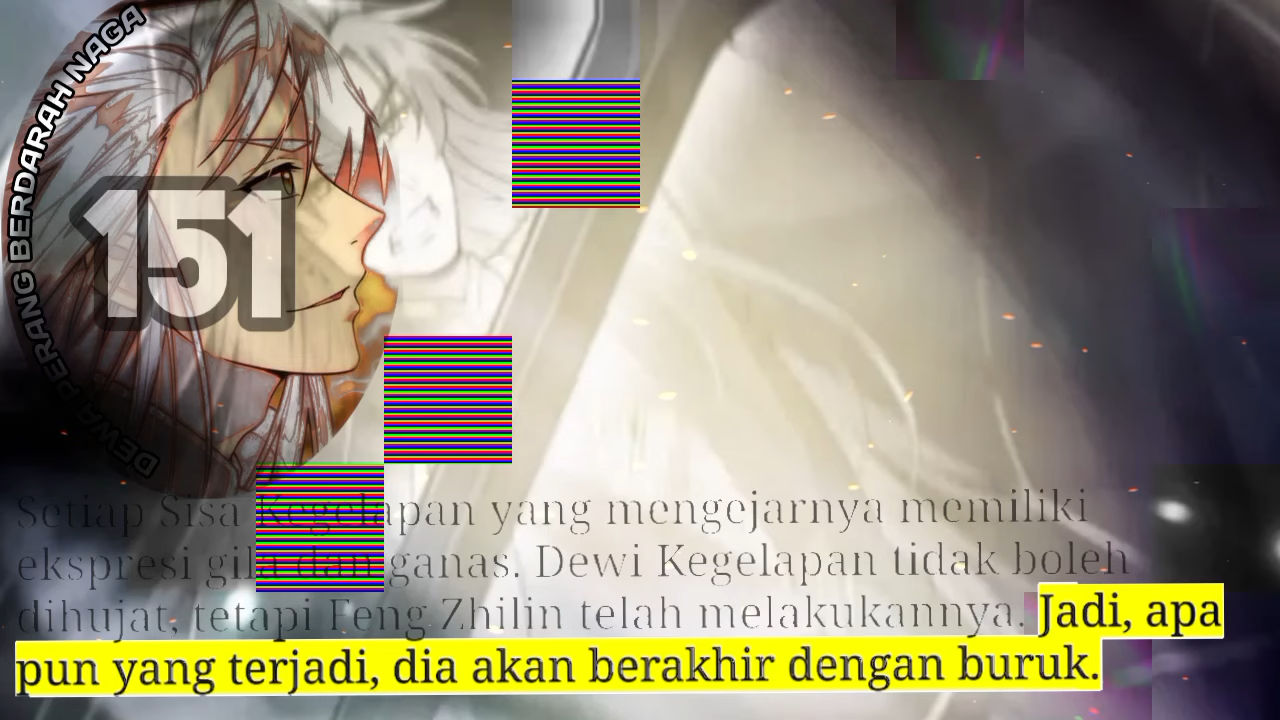 DEWA PERANG BERDARAH NAGA
151
Setiap Sisa Kegelapan yang mengejarnya memiliki
ekspresi gila dan ganas. Dewi Kegelapan tidak boleh
dihujat, tetapi Feng Zhilin telah melakukannya. Jadi, apa
pun yang terjadi, dia akan berakhir dengan buruk.